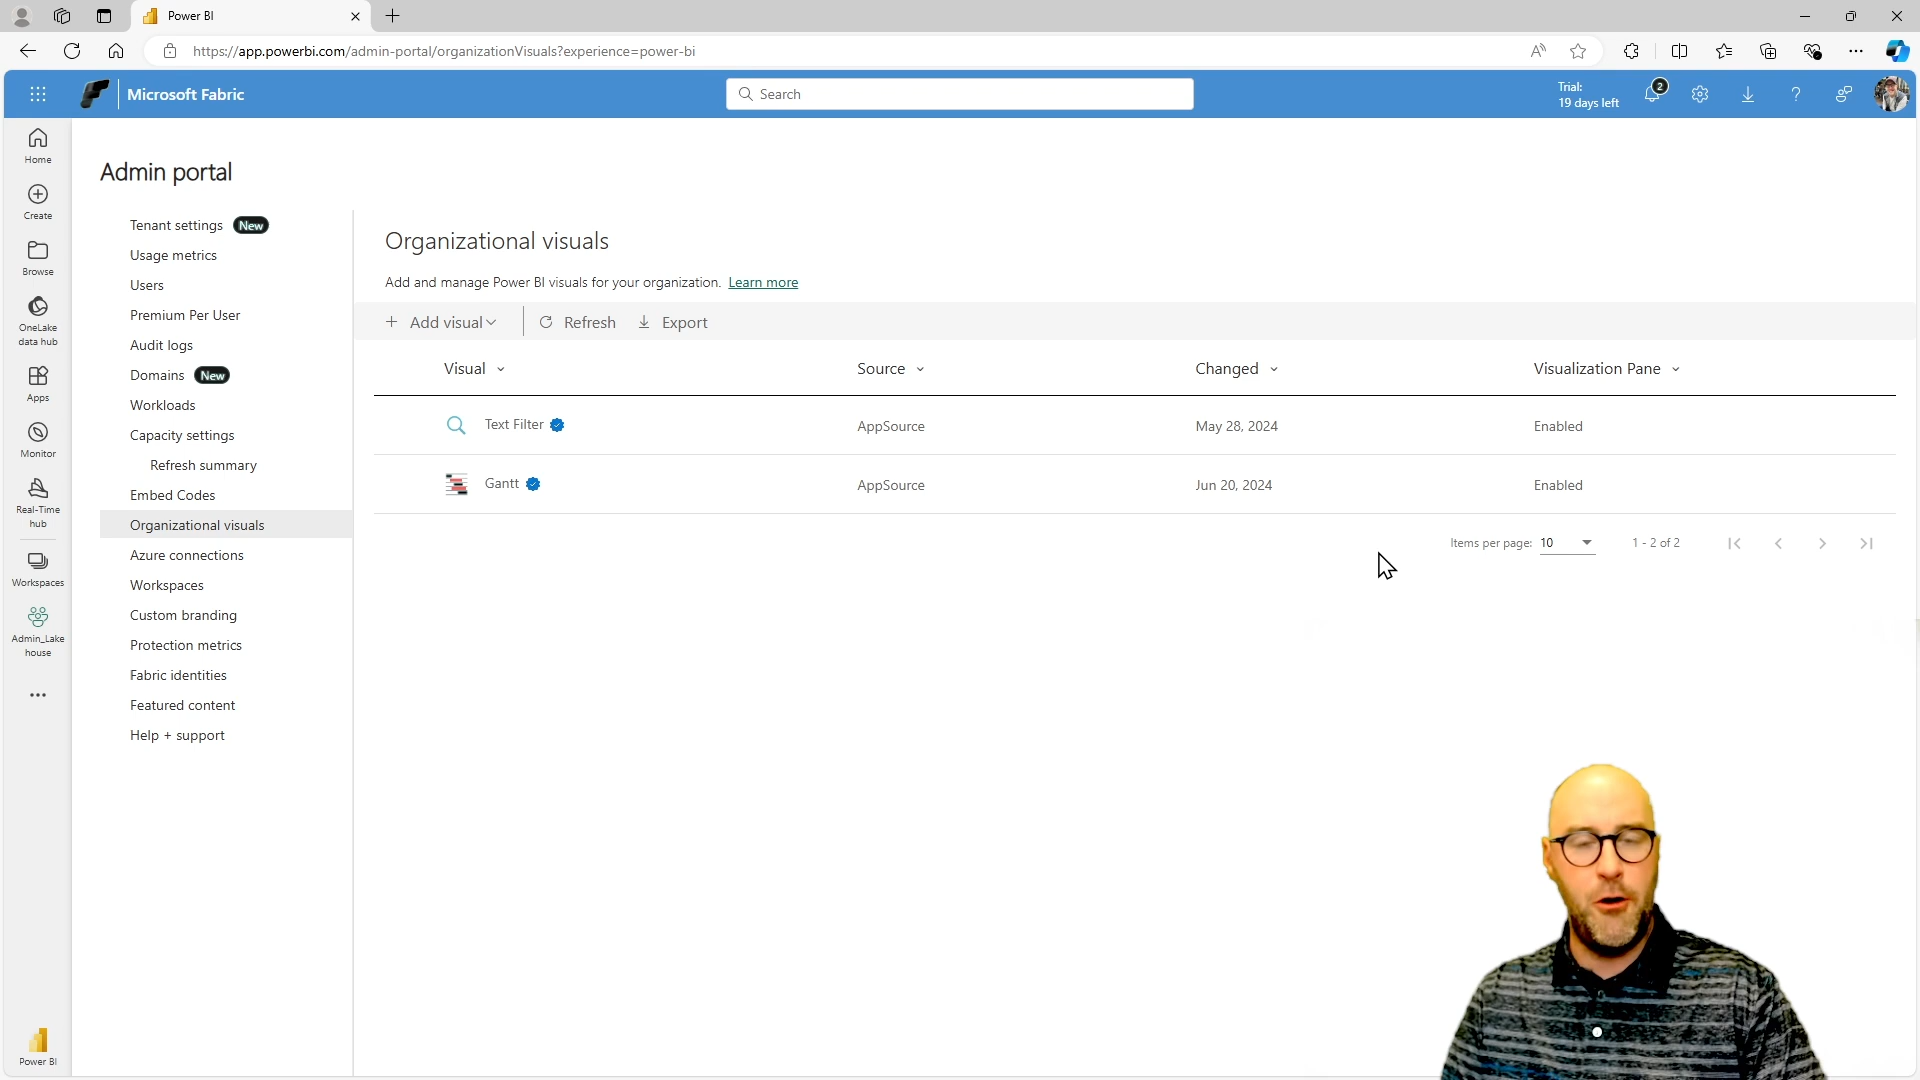 Power BI
https://app.powerbi.com/admin-portal/organizationVisuals?experience=power-bi
Microsoft Fabric
Search
Trial:
19 days left
2
Home
Create
Browse
OneLake
data hub
Apps
Monitor
Real-Time
hub
Workspaces
Admin_Lake
house
Power BI
Admin portal
Tenant settings New
Usage metrics
Users
Premium Per User
Audit logs
Domains New
Workloads
Capacity settings
Refresh summary
Embed Codes
Organizational visuals
Azure connections
Workspaces
Custom branding
Protection metrics
Fabric identities
Featured content
Help + support
Organizational visuals
Add and manage Power BI visuals for your organization. Learn more
Add visual Refresh Export
Visual Source Changed Visualization Pane
Text Filter AppSource May 28, 2024 Enabled
Gantt AppSource Jun 20, 2024 Enabled
Items per page: 10 1 - 2 of 2